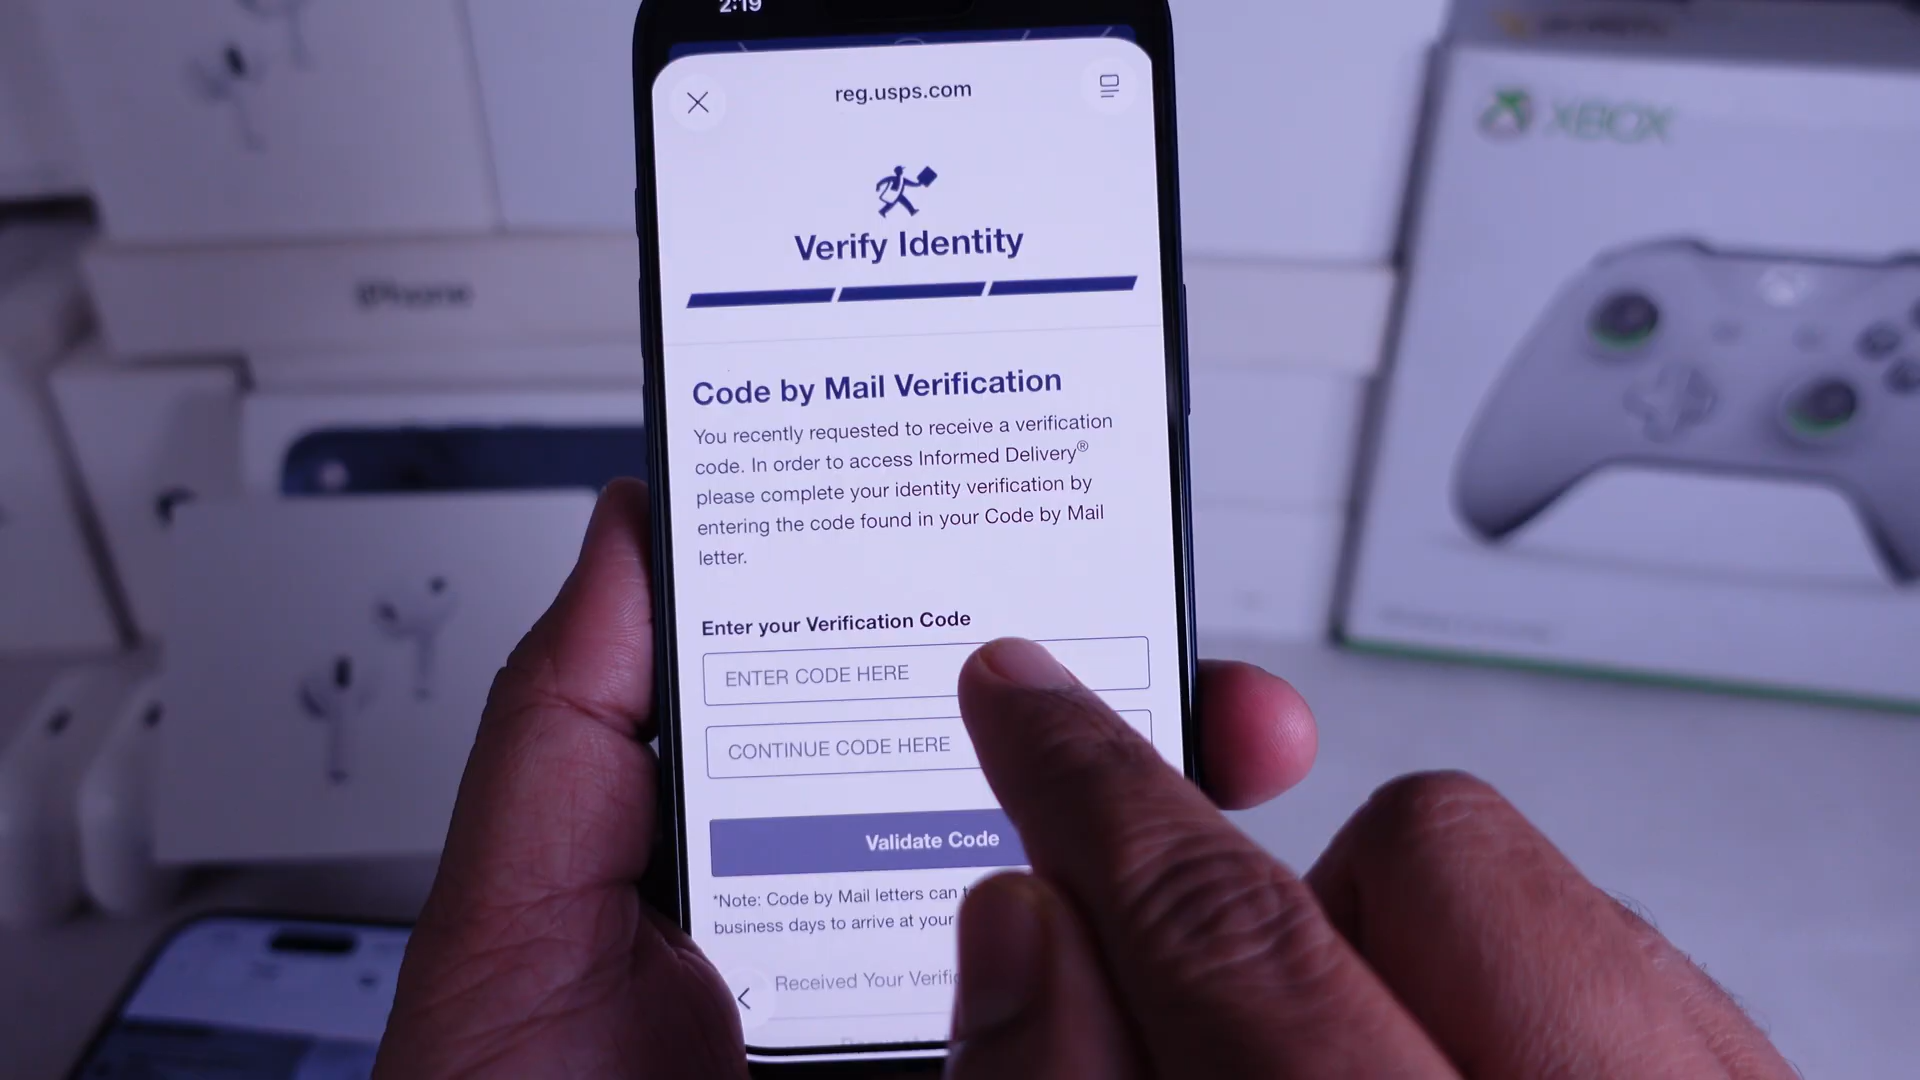 2:19
reg.usps.com
Verify Identity
Code by Mail Verification
You recently requested to receive a verification
code. In order to access Informed Delivery®
please complete your identity verification by
entering the code found in your Code by Mail
letter.
Enter your Verification Code
ENTER CODE HERE
CONTINUE CODE HERE
Validate Code
*Note: Code by Mail letters can
business days to arrive at your
Received Your
XBOX
iPhone